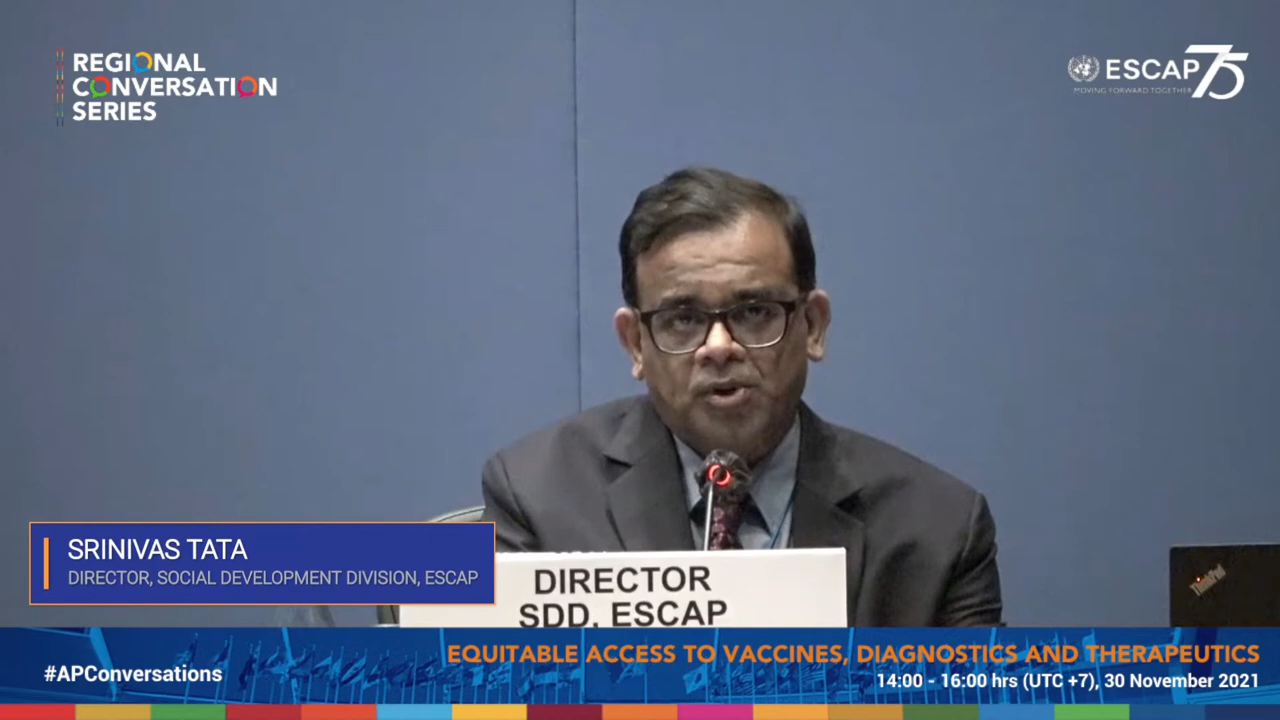 REGIONAL
CONVERSATION
SERIES
ESCAP 75
MOVING FORWARD TOGETHER
SRINIVAS TATA
DIRECTOR, SOCIAL DEVELOPMENT DIVISION, ESCAP
DIRECTOR
SDD, ESCAP
ThinkPad
EQUITABLE ACCESS TO VACCINES, DIAGNOSTICS AND THERAPEUTICS
#APConversations
14:00 - 16:00 hrs (UTC +7), 30 November 2021